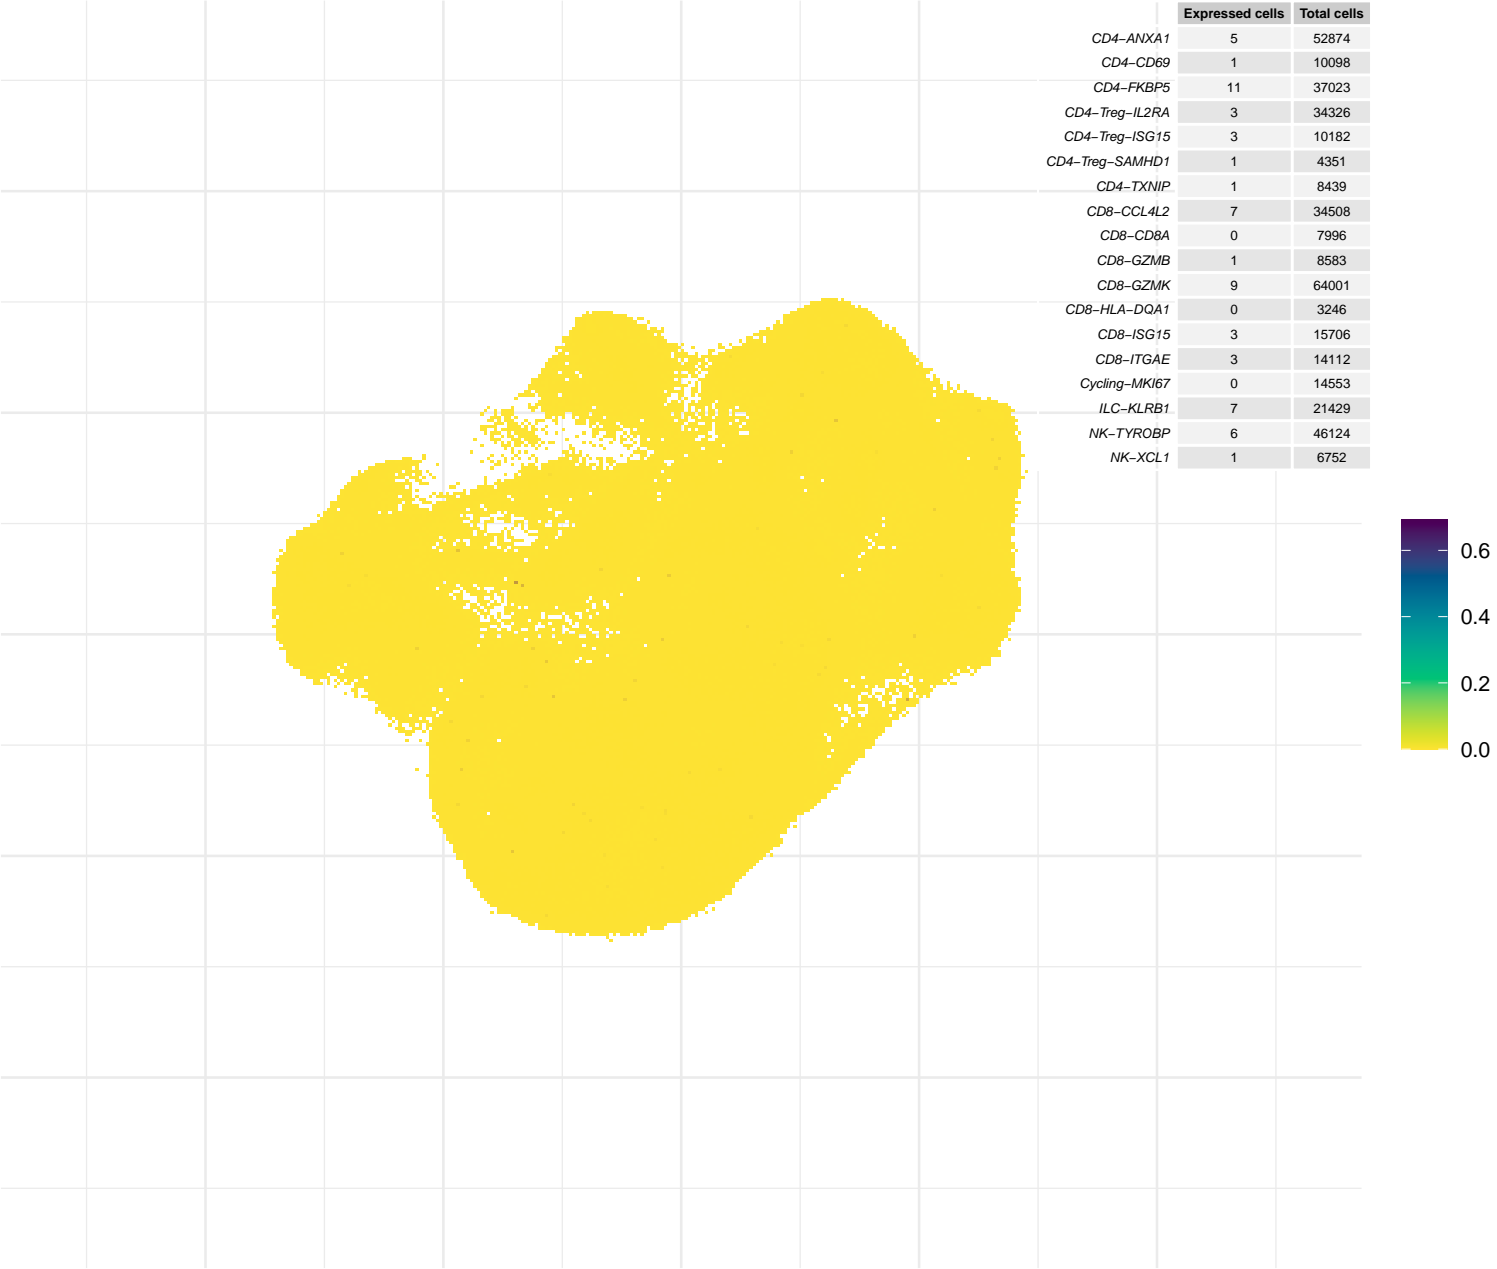 Expressed cells Total cells
CD4−ANXA1 5 52874
CD4−CD69 1 10098
CD4−FKBP5 11 37023
CD4−Treg−IL2RA 3 34326
CD4−Treg−ISG15 3 10182
CD4−Treg−SAMHD1 1 4351
CD4−TXNIP 1 8439
CD8−CCL4L2 7 34508
CD8−CD8A 0 7996
CD8−GZMB 1 8583
CD8−GZMK 9 64001
CD8−HLA−DQA1 0 3246
CD8−ISG15 3 15706
CD8−ITGAE 3 14112
Cycling−MKI67 0 14553
ILC−KLRB1 7 21429
NK−TYROBP 6 46124
NK−XCL1 1 6752
0.6
0.4
0.2
0.0